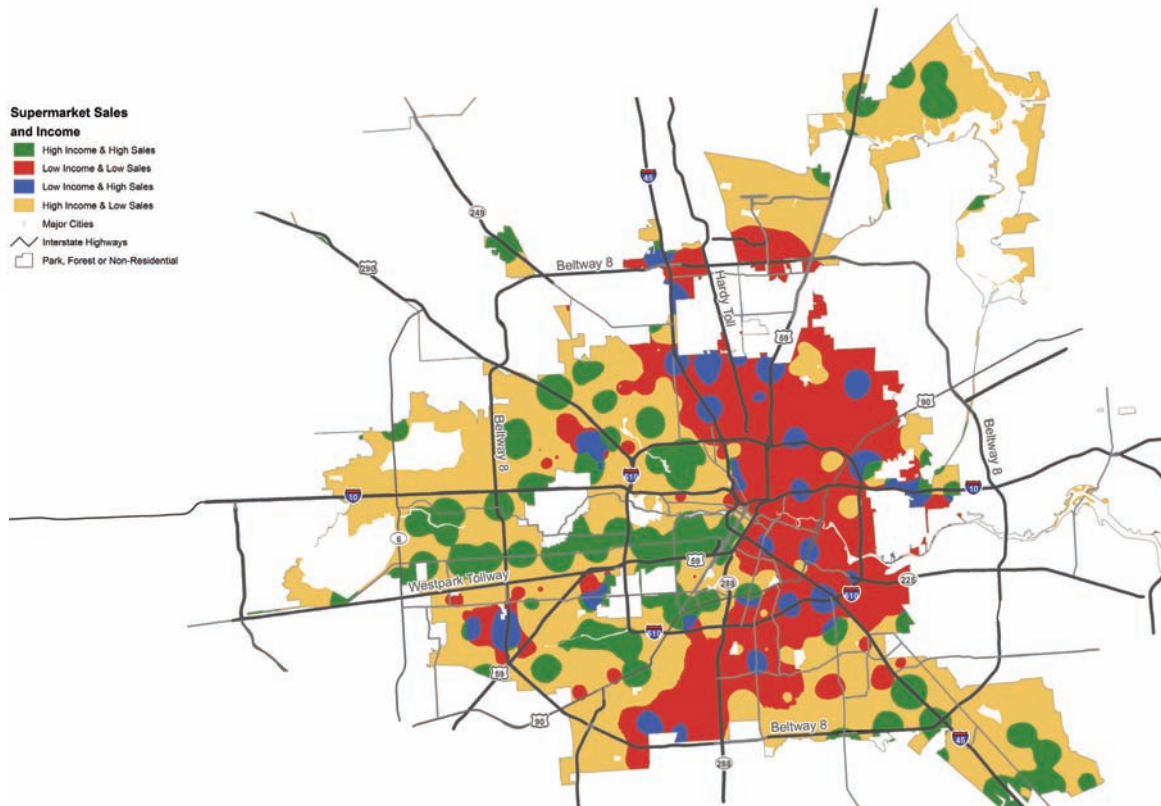 Supermarket Sales
and Income
High Income & High Sales
Low Income & Low Sales
Low Income & High Sales
High Income & Low Sales
Major Cities
Interstate Highways
Park, Forest or Non-Residential
45
249
290
Beltway 8
Hardy Toll
59
90
Beltway 8
Beltway 8
610
10
10
6
59
Westpark Tollway
288
225
610
610
59
90
Beltway 8
45
288